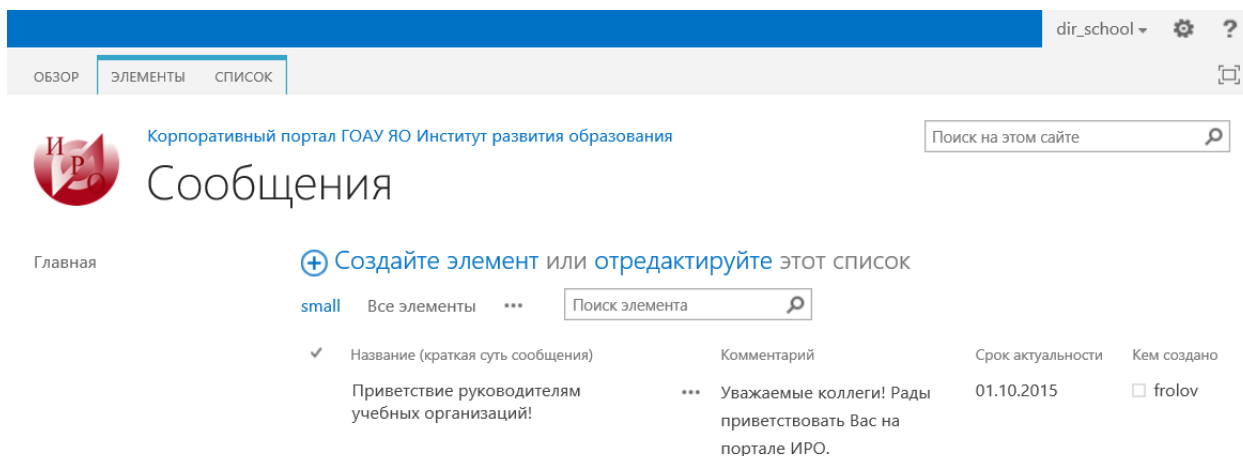 dir_school ?
ОБЗОР ЭЛЕМЕНТЫ СПИСОК
ИРО
Корпоративный портал ГОАУ ЯО Институт развития образования
Поиск на этом сайте
Сообщения
Главная
Создайте элемент или отредактируйте этот список
small Все элементы ••• Поиск элемента
Название (краткая суть сообщения) Комментарий Срок актуальности Кем создано
Приветствие руководителям ••• Уважаемые коллеги! Рады 01.10.2015 frolov
учебных организаций! приветствовать Вас на
портале ИРО.